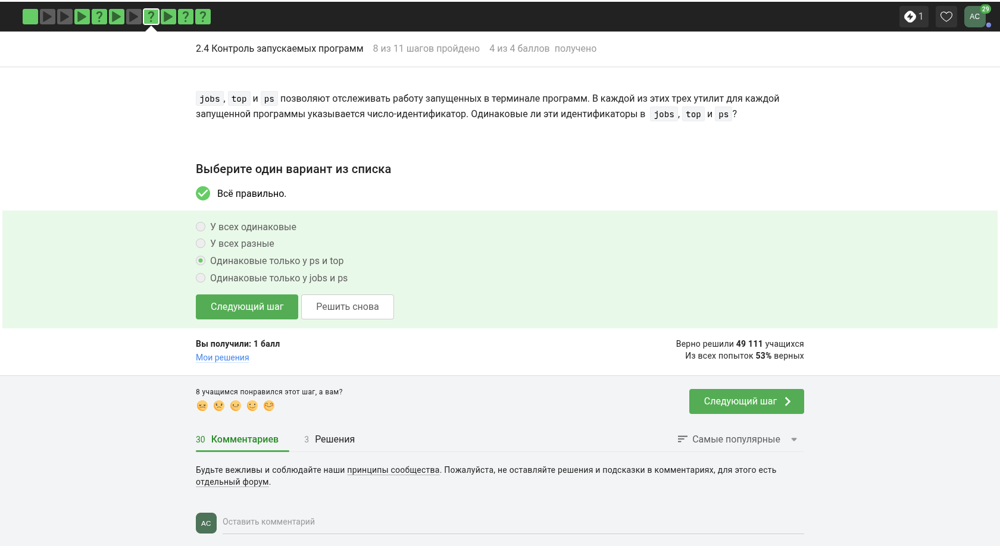 ? ? ? ?
1
AC
29
2.4 Контроль запускаемых программ 8 из 11 шагов пройдено 4 из 4 баллов получено
jobs, top и ps позволяют отслеживать работу запущенных в терминале программ. В каждой из этих трех утилит для каждой
запущенной программы указывается число-идентификатор. Одинаковые ли эти идентификаторы в jobs, top и ps?
Выберите один вариант из списка
Всё правильно.
У всех одинаковые
У всех разные
Одинаковые только у ps и top
Одинаковые только у jobs и ps
Следующий шаг Решить снова
Вы получили: 1 балл
Мои решения
Верно решили 49 111 учащихся
Из всех попыток 53% верных
8 учащимся понравился этот шаг, а вам?
Следующий шаг
30 Комментариев 3 Решения Самые популярные
Будьте вежливы и соблюдайте наши принципы сообщества. Пожалуйста, не оставляйте решения и подсказки в комментариях, для этого есть
отдельный форум.
AC Оставить комментарий